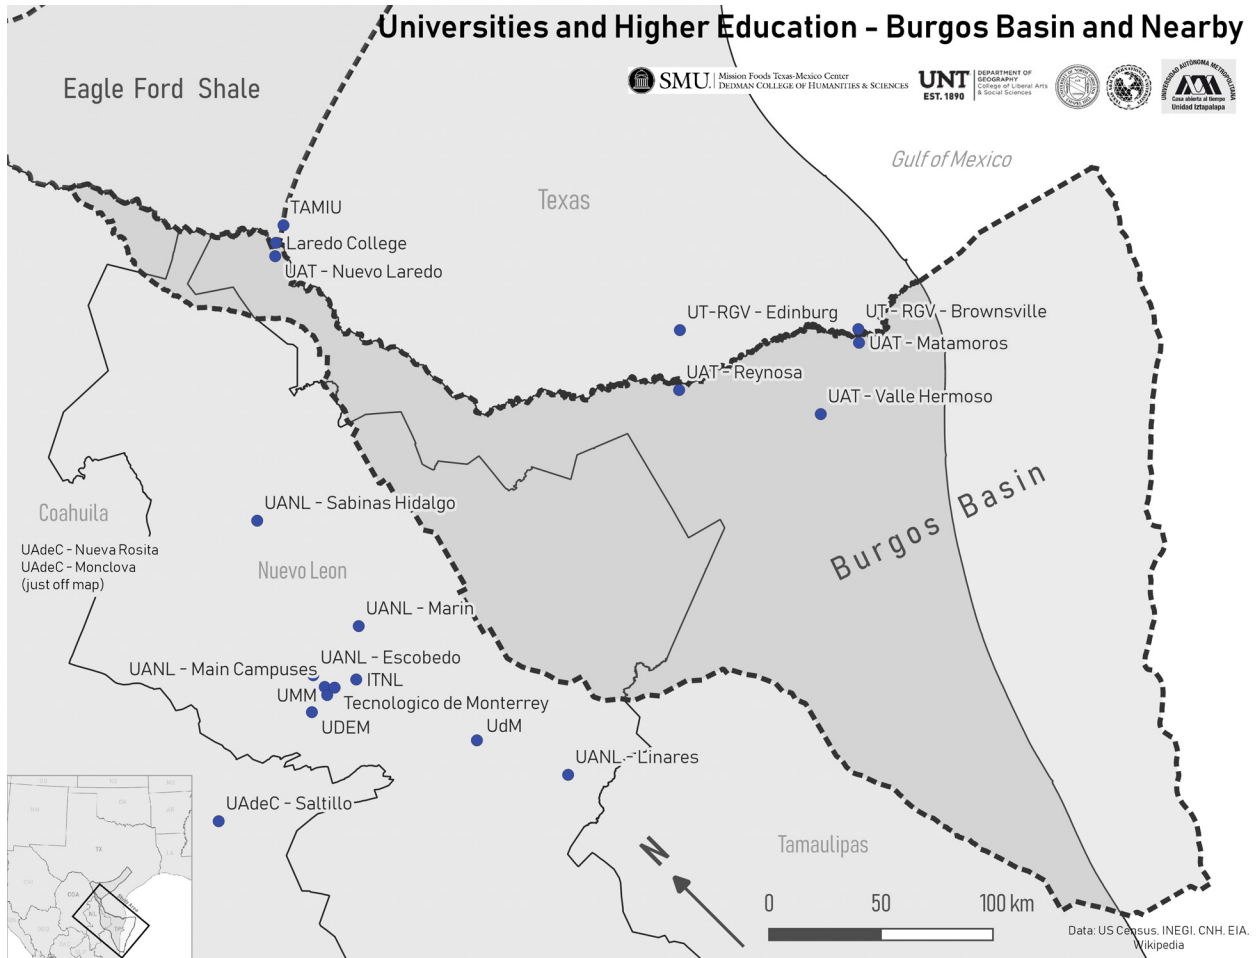 Universities and Higher Education - Burgos Basin and Nearby
SMU. Mission Foods Texas-Mexico Center
DEDMAN COLLEGE OF HUMANITIES & SCIENCES
UNT
EST. 1890
DEPARTMENT OF
GEOGRAPHY
College of Liberal Arts
& Social Sciences
UNIVERSIDAD AUTÓNOMA METROPOLITANA
Casa abierta al tiempo
Unidad Iztapalapa
Eagle Ford Shale
Gulf of Mexico
Texas
TAMIU
Laredo College
UAT - Nuevo Laredo
UT-RGV - Edinburg
UT - RGV - Brownsville
UAT - Matamoros
UAT - Reynosa
UAT - Valle Hermoso
Burgos Basin
UANL - Sabinas Hidalgo
Coahuila
UAdeC - Nueva Rosita
UAdeC - Monclova
(just off map)
Nuevo Leon
UANL - Marin
UANL - Escobedo
UANL - Main Campuses
ITNL
UMM
Tecnologico de Monterrey
UDEM
UdM
UANL - Linares
UAdeC - Saltillo
Tamaulipas
N
0 50 100 km
Data: US Census, INEGI, CNH, EIA,
Wikipedia
TX
COA
NL